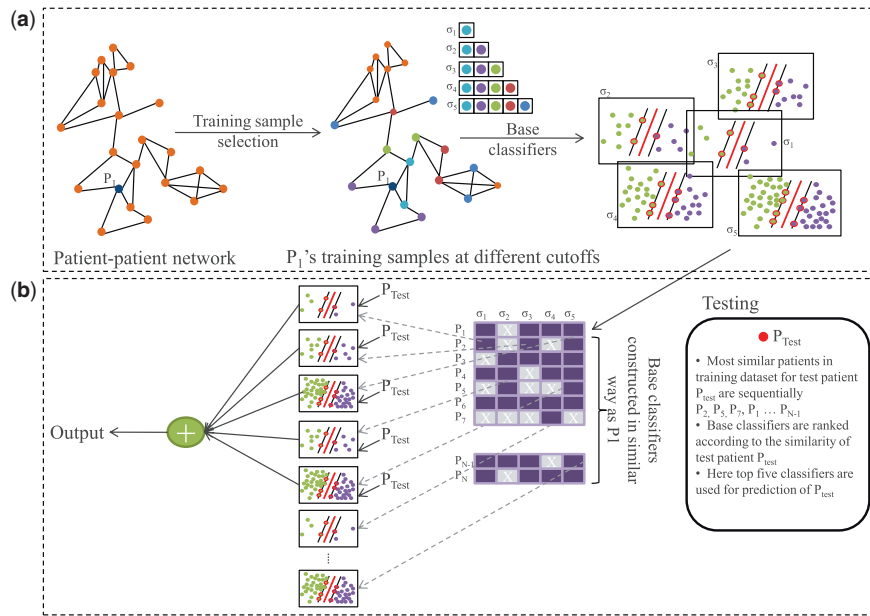 (a)
σ1
σ2
σ3
σ4
σ5
Training sample
selection
Base
classifiers
P1
P1
σ3
σ2
σ1
σ4
σ5
Patient-patient network
P1's training samples at different cutoffs
(b)
PTest
PTest
PTest
PTest
PTest
Output
+
σ1 σ2 σ3 σ4 σ5
P1 X
P2 X X
P3 X
P4 X
P5 X X X
P6
P7 X X X X
PN-1 X
PN X
Base classifiers
constructed in similar
way as P1
Testing
PTest
• Most similar patients in
training dataset for test patient
Ptest are sequentially
P2, P5, P7, P1 … PN-1
• Base classifiers are ranked
according to the similarity of
test patient Ptest
• Here top five classifiers are
used for prediction of Ptest